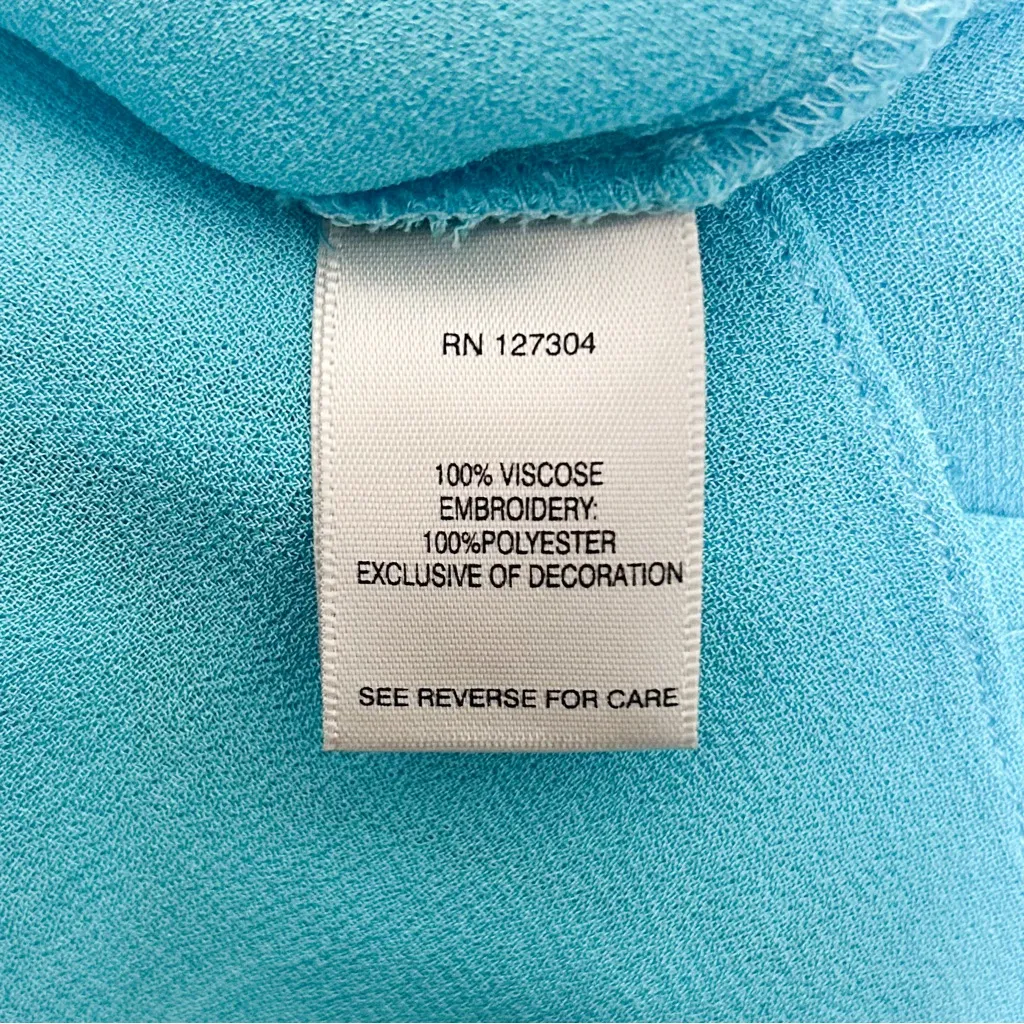 RN 127304
100% VISCOSE
EMBROIDERY:
100%POLYESTER
EXCLUSIVE OF DECORATION
SEE REVERSE FOR CARE